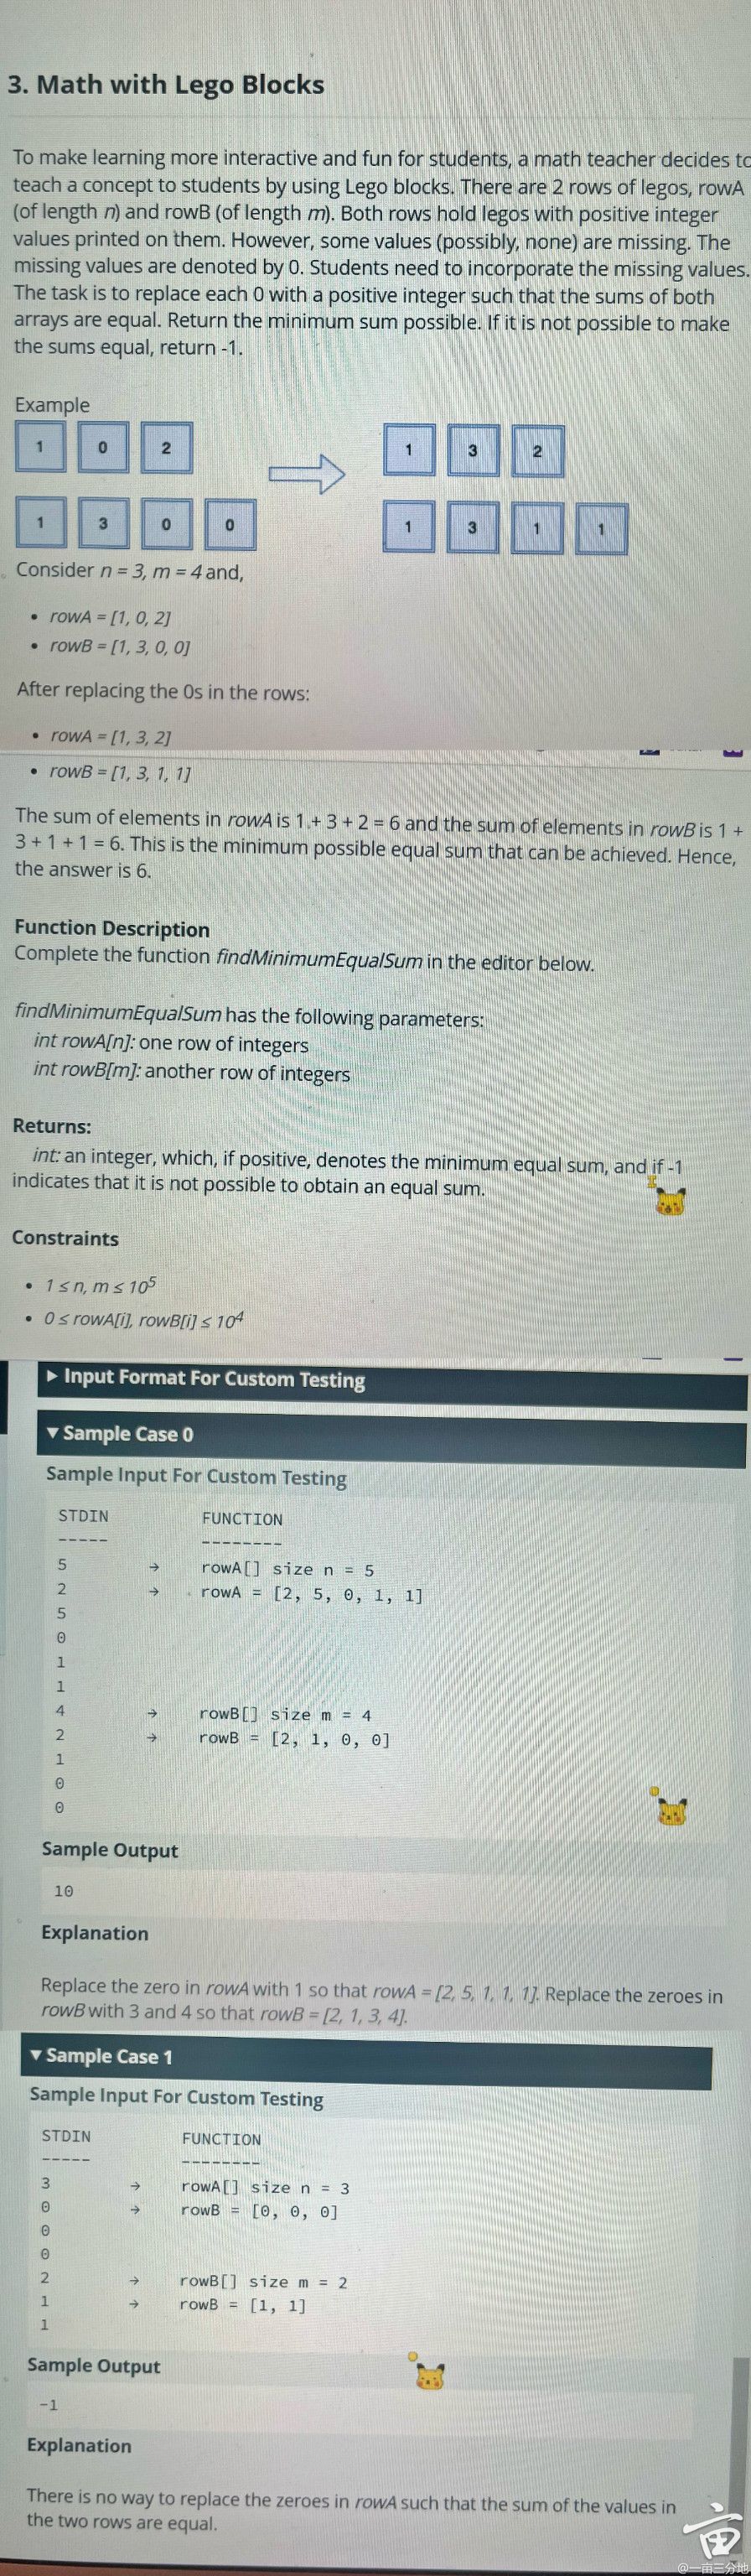 3. Math with Lego Blocks
To make learning more interactive and fun for students, a math teacher decides to
teach a concept to students by using Lego blocks. There are 2 rows of legos, rowA
(of length n) and rowB (of length m). Both rows hold legos with positive integer
values printed on them. However, some values (possibly, none) are missing. The
missing values are denoted by 0. Students need to incorporate the missing values.
The task is to replace each 0 with a positive integer such that the sums of both
arrays are equal. Return the minimum sum possible. If it is not possible to make
the sums equal, return -1.
Example
1 0 2 1 3 2
1 3 0 0 1 3 1 1
Consider n = 3, m = 4 and,
• rowA = [1, 0, 2]
• rowB = [1, 3, 0, 0]
After replacing the 0s in the rows:
• rowA = [1, 3, 2]
• rowB = [1, 3, 1, 1]
The sum of elements in rowA is 1 + 3 + 2 = 6 and the sum of elements in rowB is 1 +
3 + 1 + 1 = 6. This is the minimum possible equal sum that can be achieved. Hence,
the answer is 6.
Function Description
Complete the function findMinimumEqualSum in the editor below.
findMinimumEqualSum has the following parameters:
int rowA[n]: one row of integers
int rowB[m]: another row of integers
Returns:
int: an integer, which, if positive, denotes the minimum equal sum, and if -1
indicates that it is not possible to obtain an equal sum.
Constraints
• 1 ≤ n, m ≤ 10⁵
• 0 ≤ rowA[i], rowB[i] ≤ 10⁴
▶ Input Format For Custom Testing
▼ Sample Case 0
Sample Input For Custom Testing
STDIN FUNCTION
----- --------
5 → rowA[] size n = 5
2 → rowA = [2, 5, 0, 1, 1]
5
0
1
1
4 → rowB[] size m = 4
2 → rowB = [2, 1, 0, 0]
1
0
0
Sample Output
10
Explanation
Replace the zero in rowA with 1 so that rowA = [2, 5, 1, 1, 1]. Replace the zeroes in
rowB with 3 and 4 so that rowB = [2, 1, 3, 4].
▼ Sample Case 1
Sample Input For Custom Testing
STDIN FUNCTION
----- --------
3 → rowA[] size n = 3
0 → rowB = [0, 0, 0]
0
0
2 → rowB[] size m = 2
1 → rowB = [1, 1]
1
Sample Output
-1
Explanation
There is no way to replace the zeroes in rowA such that the sum of the values in
the two rows are equal.
亩
@一亩三分地